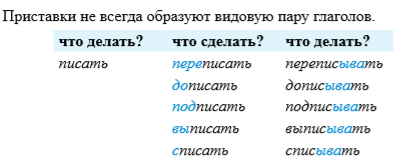 Приставки не всегда образуют видовую пару глаголов.
что делать? что сделать? что делать?
писать переписать переписывать
дописать дописывать
подписать подписывать
выписать выписывать
списать списывать